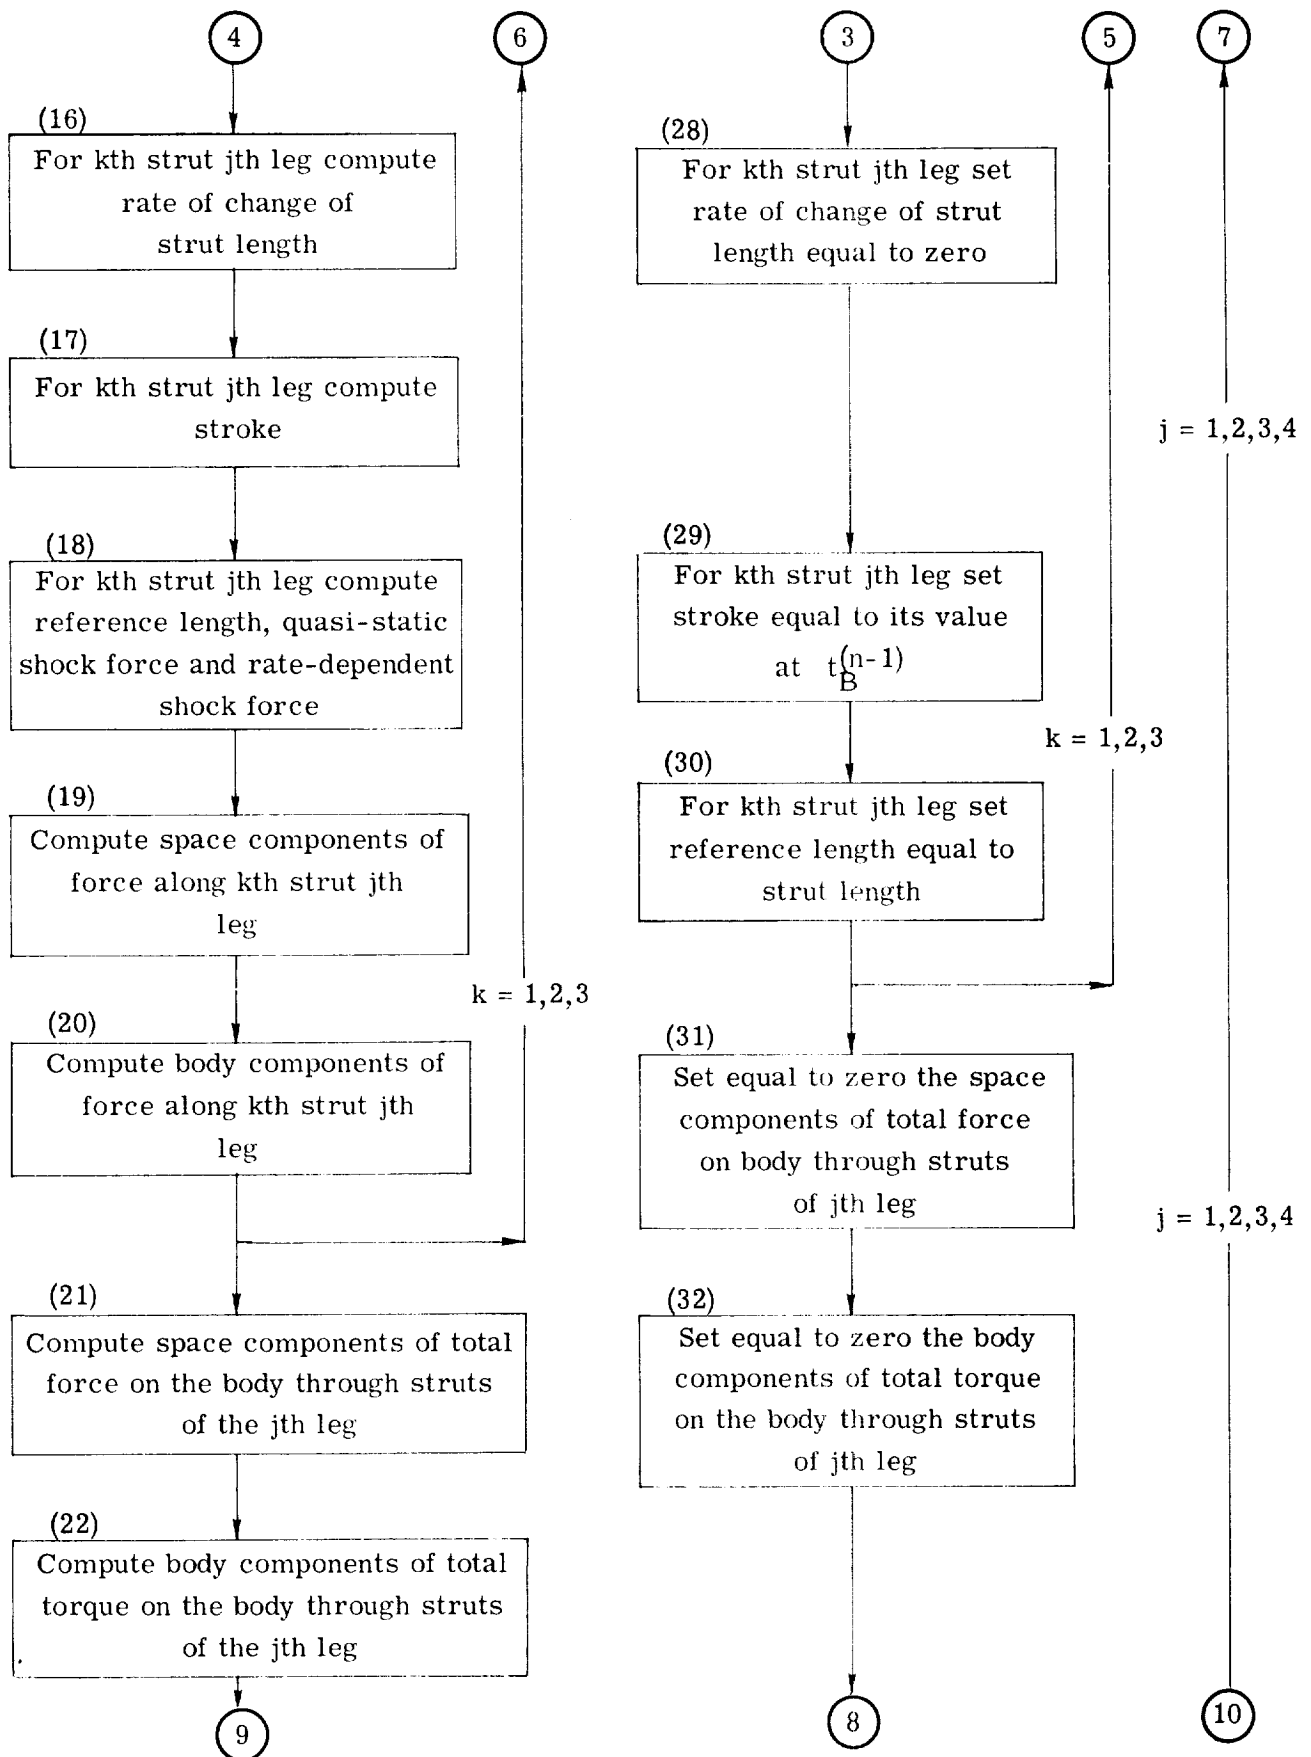 4
6
3
5
7
(16)
For kth strut jth leg compute
rate of change of
strut length
(17)
For kth strut jth leg compute
stroke
(18)
For kth strut jth leg compute
reference length, quasi-static
shock force and rate-dependent
shock force
(19)
Compute space components of
force along kth strut jth
leg
(20)
Compute body components of
force along kth strut jth
leg
k = 1,2,3
(21)
Compute space components of total
force on the body through struts
of the jth leg
(22)
Compute body components of total
torque on the body through struts
of the jth leg
9
(28)
For kth strut jth leg set
rate of change of strut
length equal to zero
(29)
For kth strut jth leg set
stroke equal to its value
at t_B^(n-1)
(30)
For kth strut jth leg set
reference length equal to
strut length
k = 1,2,3
(31)
Set equal to zero the space
components of total force
on body through struts
of jth leg
(32)
Set equal to zero the body
components of total torque
on the body through struts
of jth leg
8
j = 1,2,3,4
j = 1,2,3,4
10